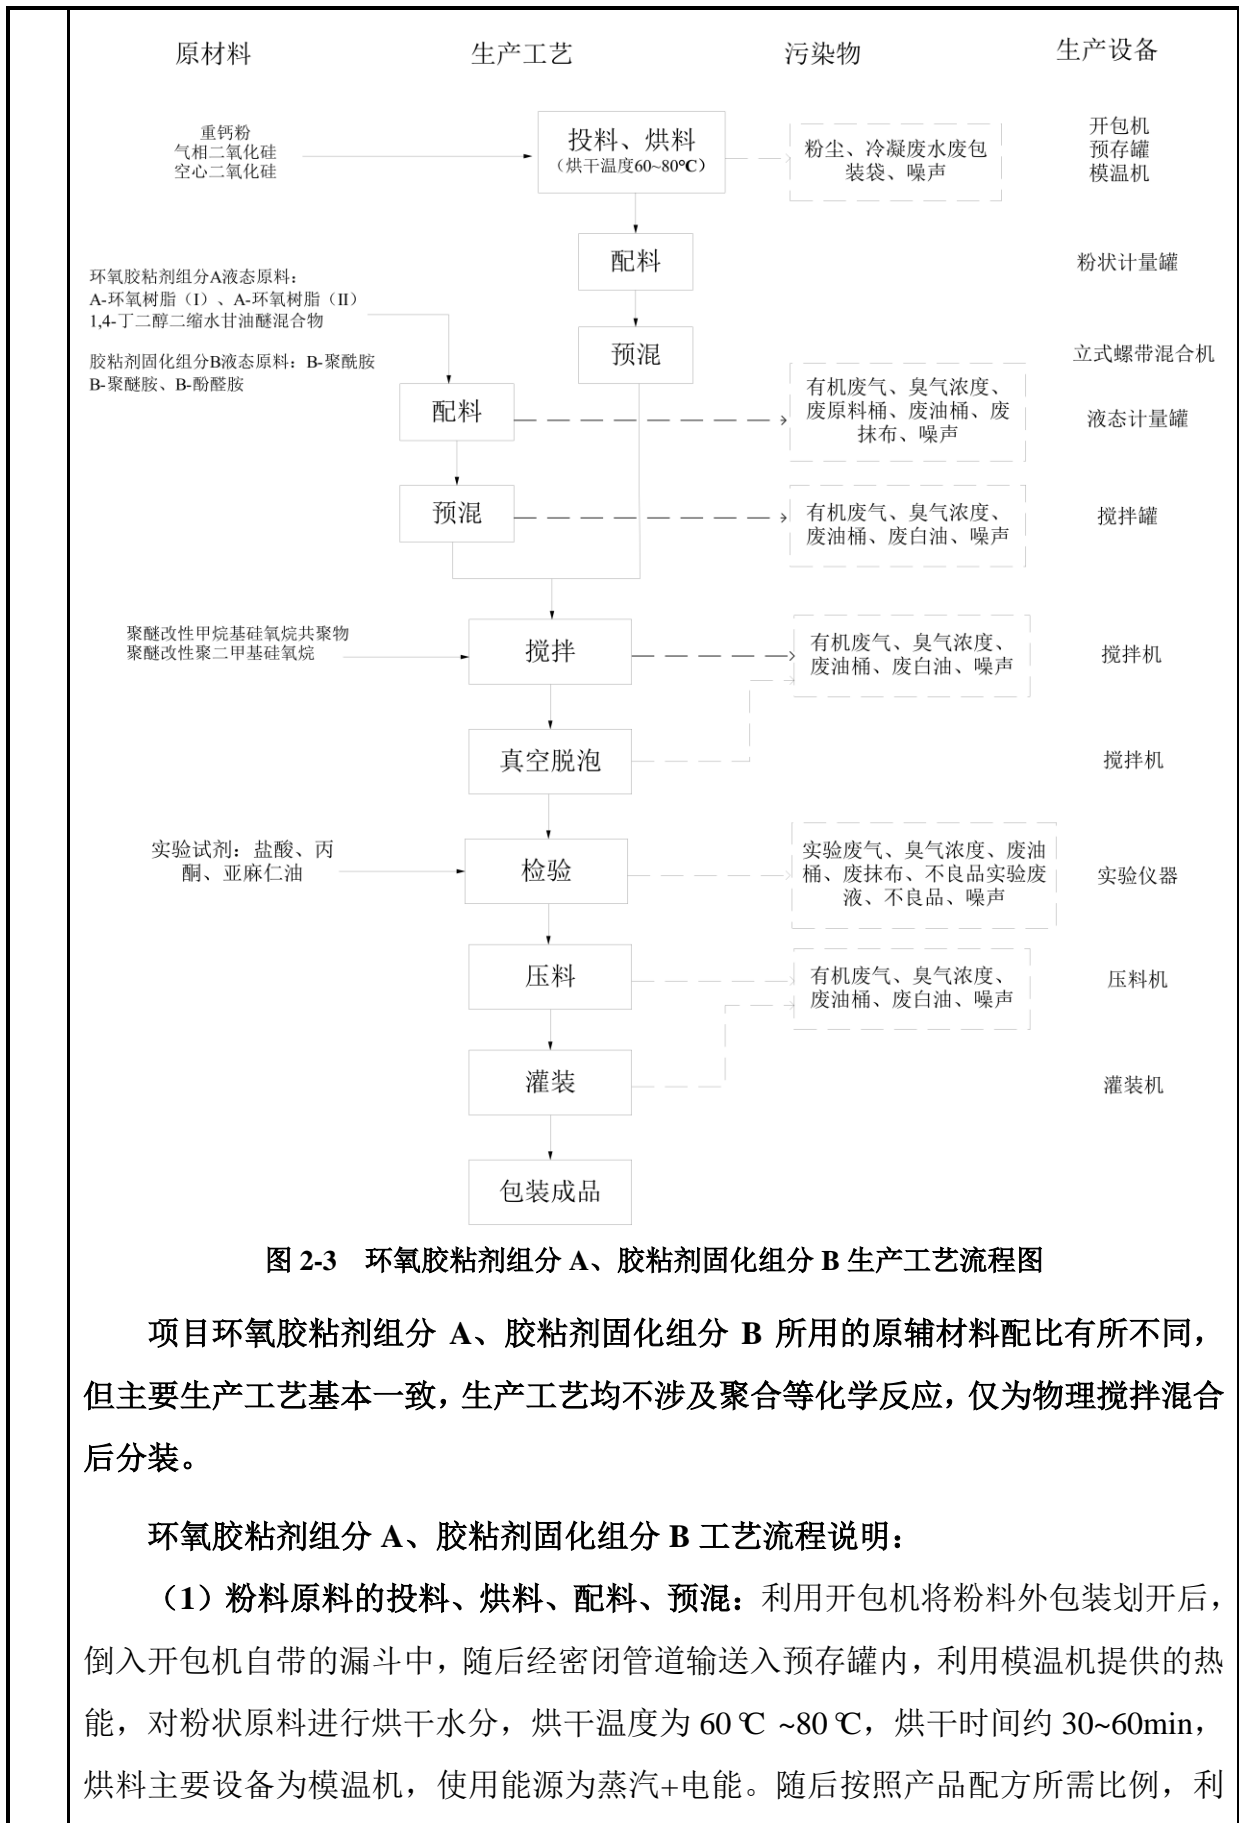 原材料
生产工艺
污染物
生产设备
重钙粉
气相二氧化硅
空心二氧化硅
投料、烘料
（烘干温度60~80℃）
粉尘、冷凝废水废包
装袋、噪声
开包机
预存罐
模温机
配料
粉状计量罐
环氧胶粘剂组分A液态原料：
A-环氧树脂（I）、A-环氧树脂（II）
1,4-丁二醇二缩水甘油醚混合物
胶粘剂固化组分B液态原料：B-聚酰胺
B-聚醚胺、B-酚醛胺
预混
立式螺带混合机
配料
有机废气、臭气浓度、
废原料桶、废油桶、废
抹布、噪声
液态计量罐
预混
有机废气、臭气浓度、
废油桶、废白油、噪声
搅拌罐
聚醚改性甲烷基硅氧烷共聚物
聚醚改性聚二甲基硅氧烷
搅拌
有机废气、臭气浓度、
废油桶、废白油、噪声
搅拌机
真空脱泡
搅拌机
实验试剂：盐酸、丙
酮、亚麻仁油
检验
实验废气、臭气浓度、废油
桶、废抹布、不良品实验废
液、不良品、噪声
实验仪器
压料
有机废气、臭气浓度、
废油桶、废白油、噪声
压料机
灌装
灌装机
包装成品
图 2-3 环氧胶粘剂组分 A、胶粘剂固化组分 B 生产工艺流程图
项目环氧胶粘剂组分 A、胶粘剂固化组分 B 所用的原辅材料配比有所不同，
但主要生产工艺基本一致，生产工艺均不涉及聚合等化学反应，仅为物理搅拌混合
后分装。
环氧胶粘剂组分 A、胶粘剂固化组分 B 工艺流程说明：
（1）粉料原料的投料、烘料、配料、预混：利用开包机将粉料外包装划开后，
倒入开包机自带的漏斗中，随后经密闭管道输送入预存罐内，利用模温机提供的热
能，对粉状原料进行烘干水分，烘干温度为 60℃ ~80℃，烘干时间约 30~60min，
烘料主要设备为模温机，使用能源为蒸汽+电能。随后按照产品配方所需比例，利